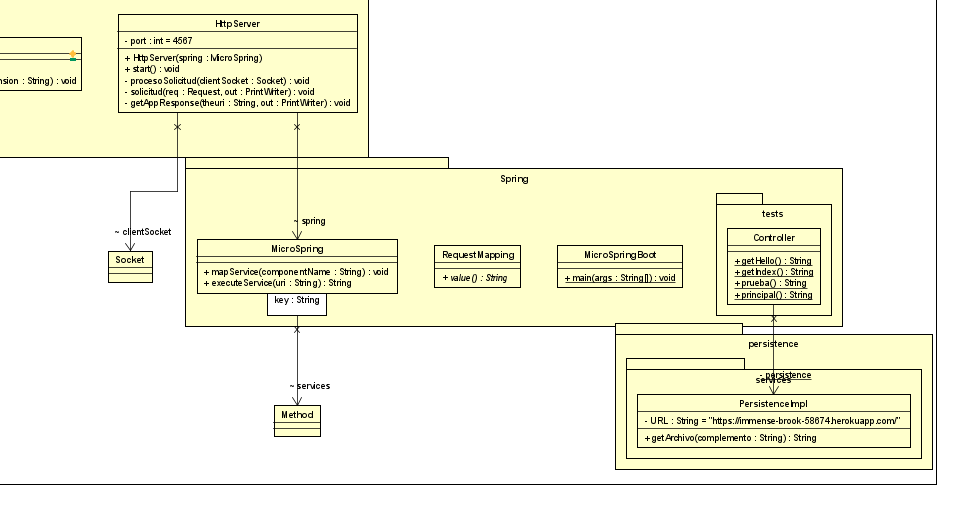 HttpServer
- port : int = 4567
+ HttpServer(spring : MicroSpring)
+ start() : void
- procesoSolicitud(clientSocket : Socket) : void
- solicitud(req : Request, out : PrintWriter) : void
- getAppResponse(theuri : String, out : PrintWriter) : void
: String) : void
Spring
tests
Controller
+ getHello() : String
+ getIndex() : String
+ prueba() : String
+ principal() : String
~ spring
~ clientSocket
Socket
MicroSpring
+ mapService(componentName : String) : void
+ executeService(uri : String) : String
key : String
RequestMapping
+ value() : String
MicroSpringBoot
+ main(args : String[]) : void
persistence
- persistence
services
~ services
Method
PersistenceImpl
- URL : String = "https://immense-brook-58674.herokuapp.com/"
+ getArchivo(complemento : String) : String